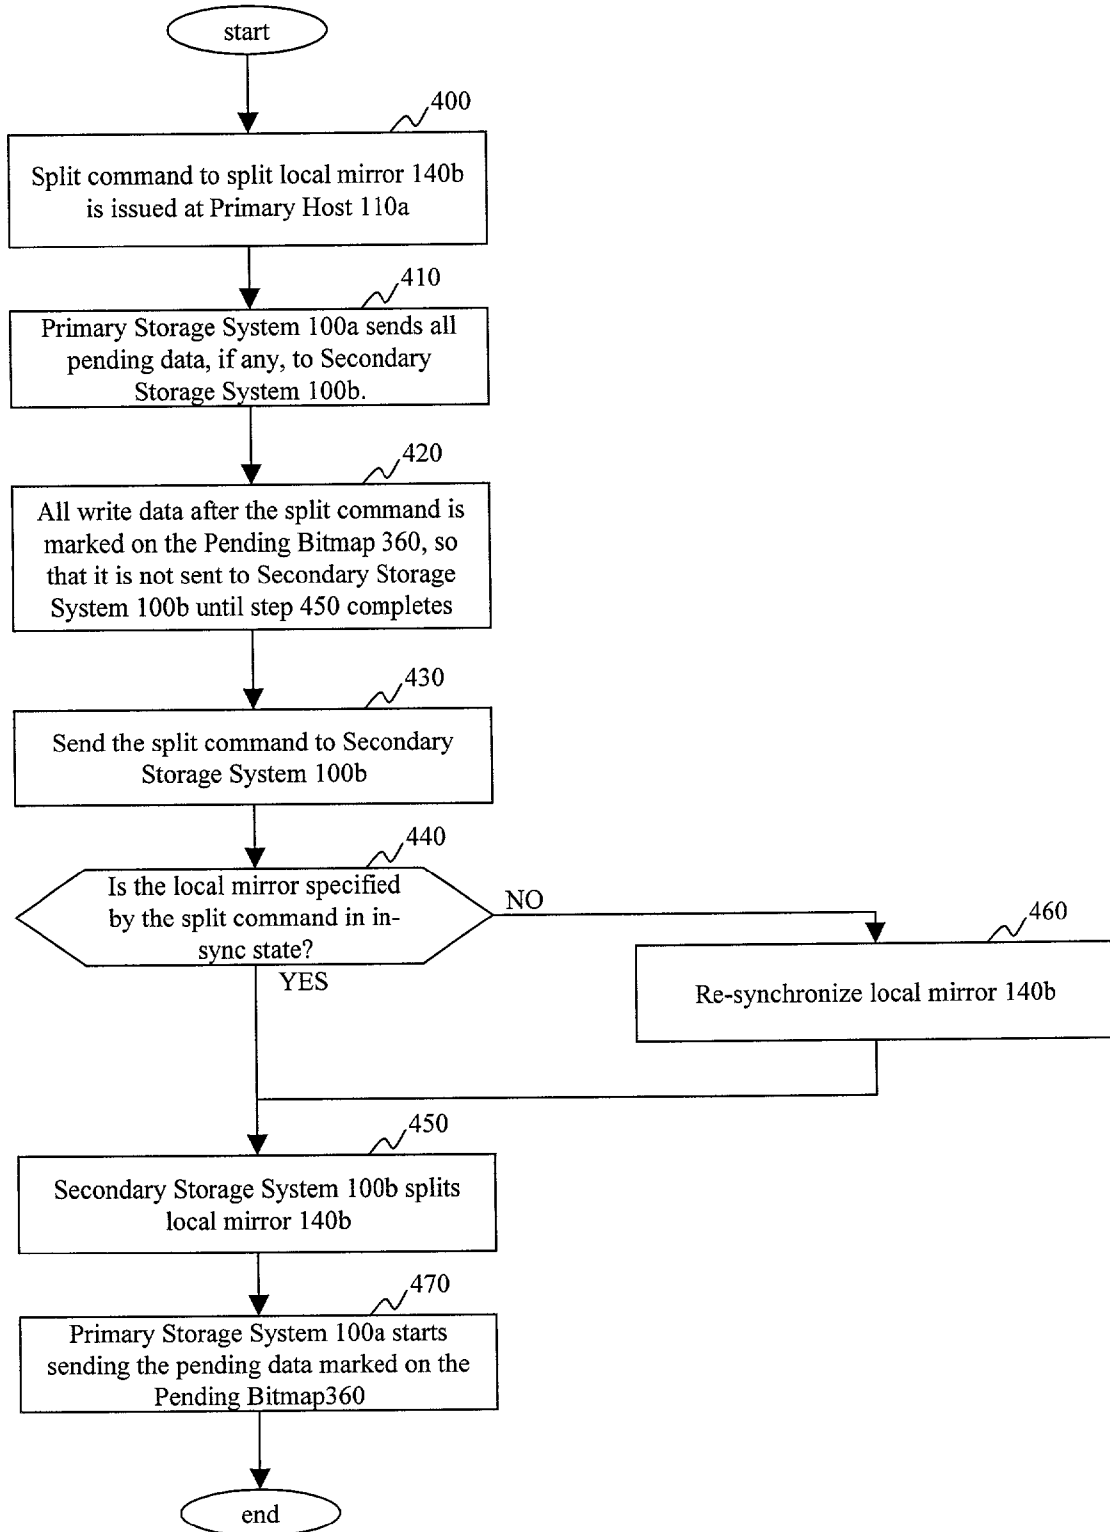 start
400
Split command to split local mirror 140b
is issued at Primary Host 110a
410
Primary Storage System 100a sends all
pending data, if any, to Secondary
Storage System 100b.
420
All write data after the split command is
marked on the Pending Bitmap 360, so
that it is not sent to Secondary Storage
System 100b until step 450 completes
430
Send the split command to Secondary
Storage System 100b
440
Is the local mirror specified
by the split command in in-
sync state?
NO
YES
460
Re-synchronize local mirror 140b
450
Secondary Storage System 100b splits
local mirror 140b
470
Primary Storage System 100a starts
sending the pending data marked on the
Pending Bitmap360
end